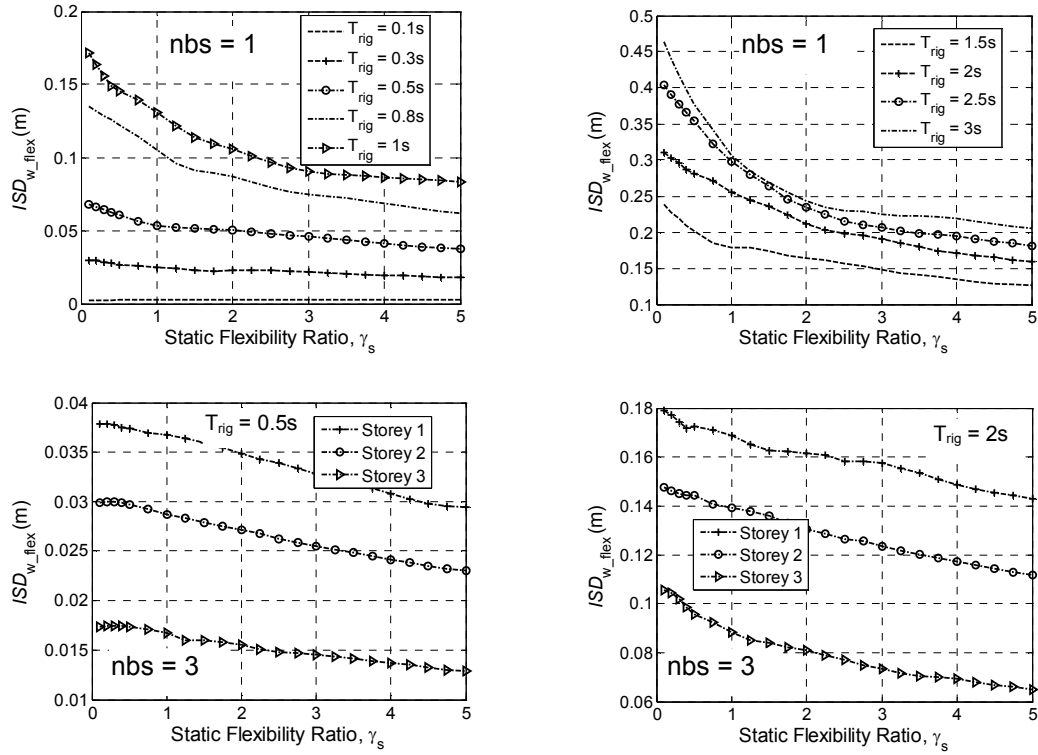 nbs = 1
T_rig = 0.1s
T_rig = 0.3s
T_rig = 0.5s
T_rig = 0.8s
T_rig = 1s
0.2
0.15
0.1
0.05
0
ISD_w_flex (m)
0 1 2 3 4 5
Static Flexibility Ratio, γ_s
nbs = 1
T_rig = 1.5s
T_rig = 2s
T_rig = 2.5s
T_rig = 3s
0.5
0.45
0.4
0.35
0.3
0.25
0.2
0.15
0.1
ISD_w_flex (m)
0 1 2 3 4 5
Static Flexibility Ratio, γ_s
T_rig = 0.5s
Storey 1
Storey 2
Storey 3
0.04
0.035
0.03
0.025
0.02
0.015
0.01
ISD_w_flex (m)
nbs = 3
0 1 2 3 4 5
Static Flexibility Ratio, γ_s
T_rig = 2s
Storey 1
Storey 2
Storey 3
0.18
0.16
0.14
0.12
0.1
0.08
0.06
ISD_w_flex (m)
nbs = 3
0 1 2 3 4 5
Static Flexibility Ratio, γ_s